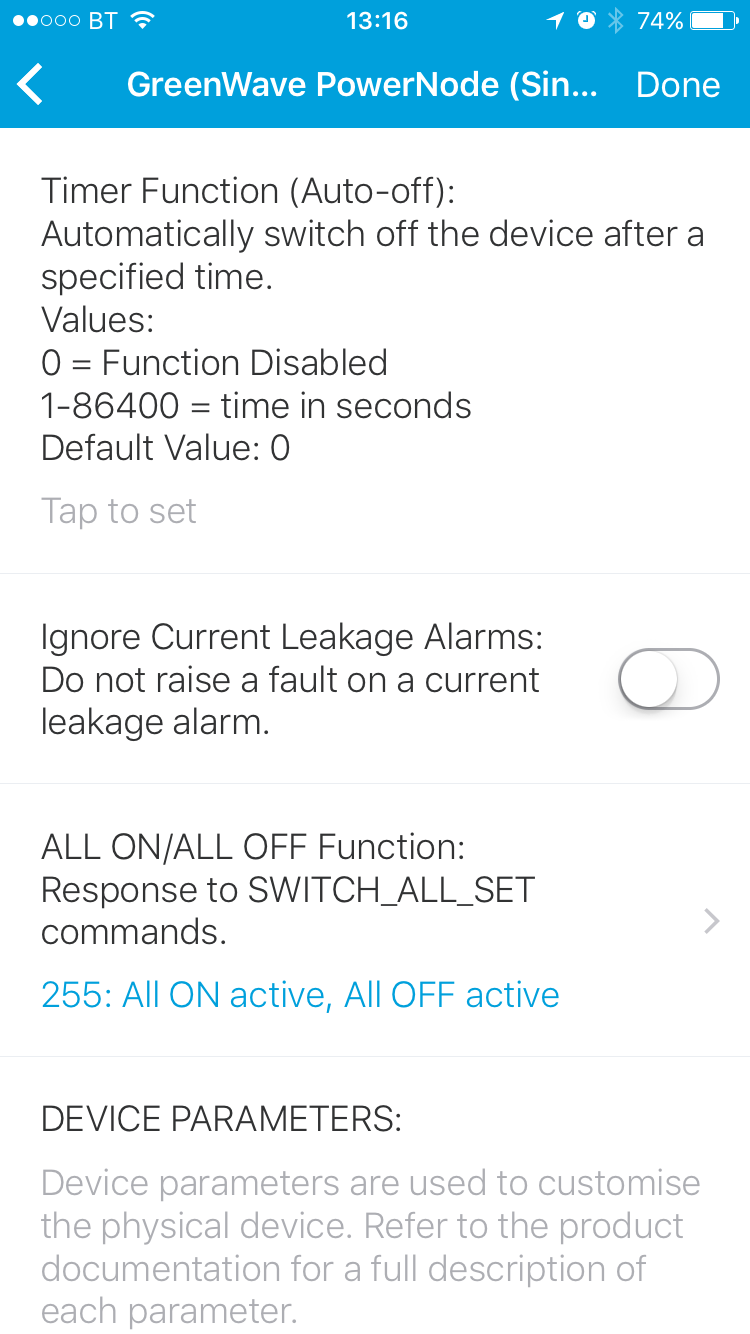 BT 13:16 74%
GreenWave PowerNode (Sin... Done
Timer Function (Auto-off):
Automatically switch off the device after a
specified time.
Values:
0 = Function Disabled
1-86400 = time in seconds
Default Value: 0
Tap to set
Ignore Current Leakage Alarms:
Do not raise a fault on a current
leakage alarm.
ALL ON/ALL OFF Function:
Response to SWITCH_ALL_SET
commands.
255: All ON active, All OFF active
DEVICE PARAMETERS:
Device parameters are used to customise
the physical device. Refer to the product
documentation for a full description of
each parameter.